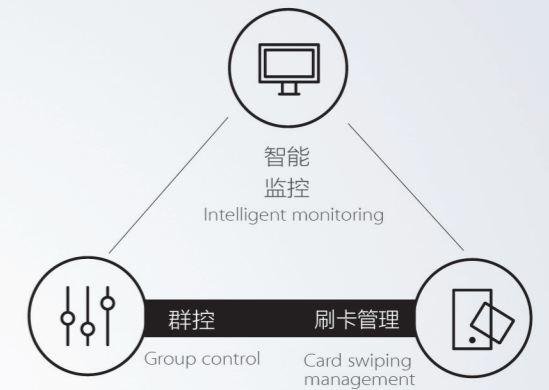 智能
监控
Intelligent monitoring
群控
刷卡管理
Group control
Card swiping
management